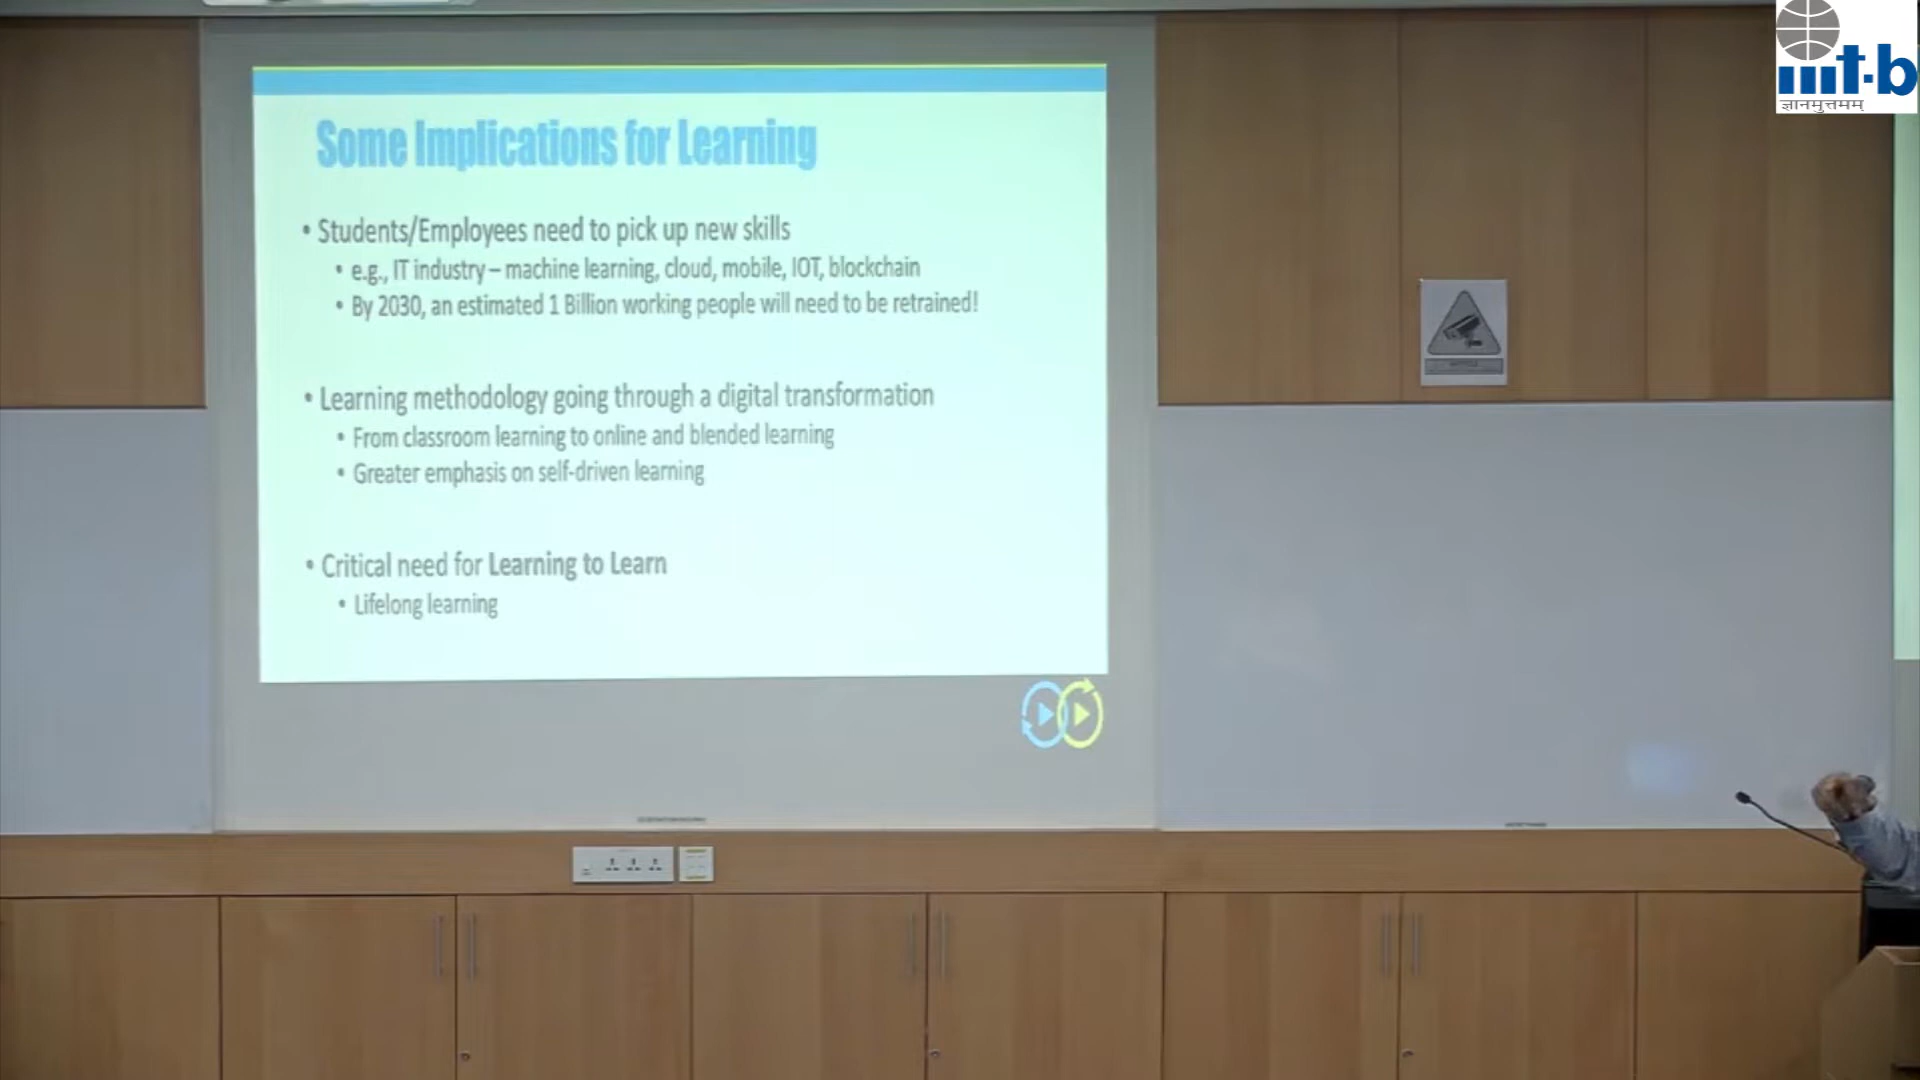 iiit-b
ज्ञानमुत्तमम्
Some Implications for Learning
• Students/Employees need to pick up new skills
• e.g., IT industry – machine learning, cloud, mobile, IOT, blockchain
• By 2030, an estimated 1 Billion working people will need to be retrained!
• Learning methodology going through a digital transformation
• From classroom learning to online and blended learning
• Greater emphasis on self-driven learning
• Critical need for Learning to Learn
• Lifelong learning